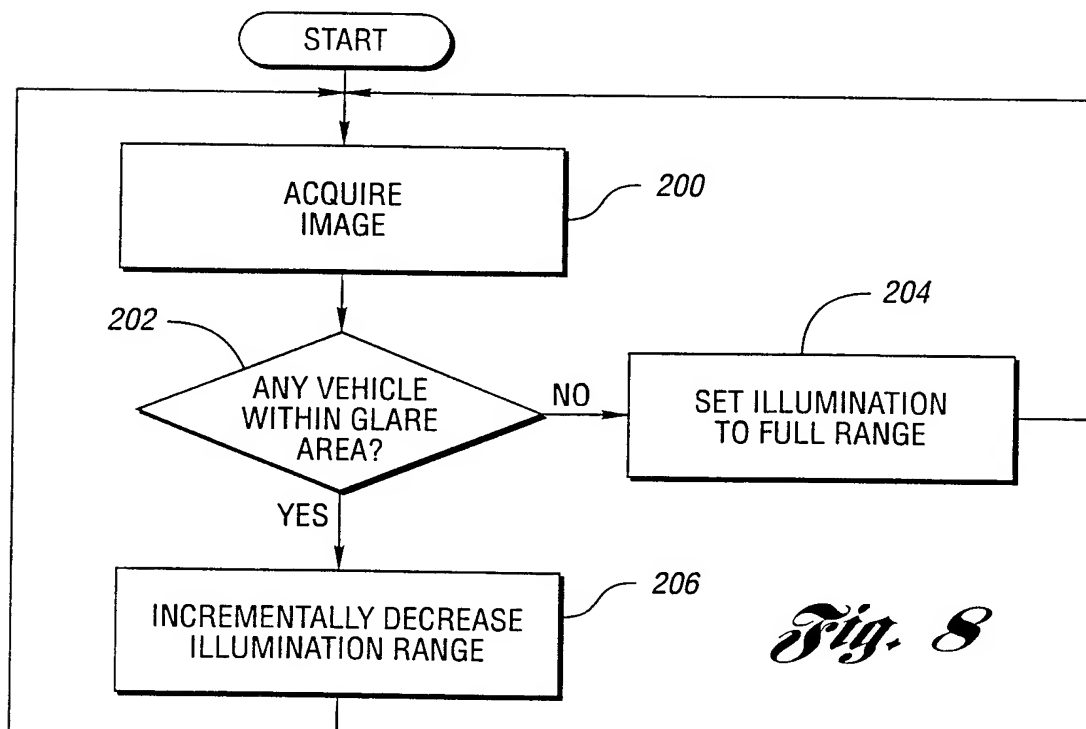 START
ACQUIRE
IMAGE
200
202
ANY VEHICLE
WITHIN GLARE
AREA?
NO
204
SET ILLUMINATION
TO FULL RANGE
YES
206
INCREMENTALLY DECREASE
ILLUMINATION RANGE
Fig. 8